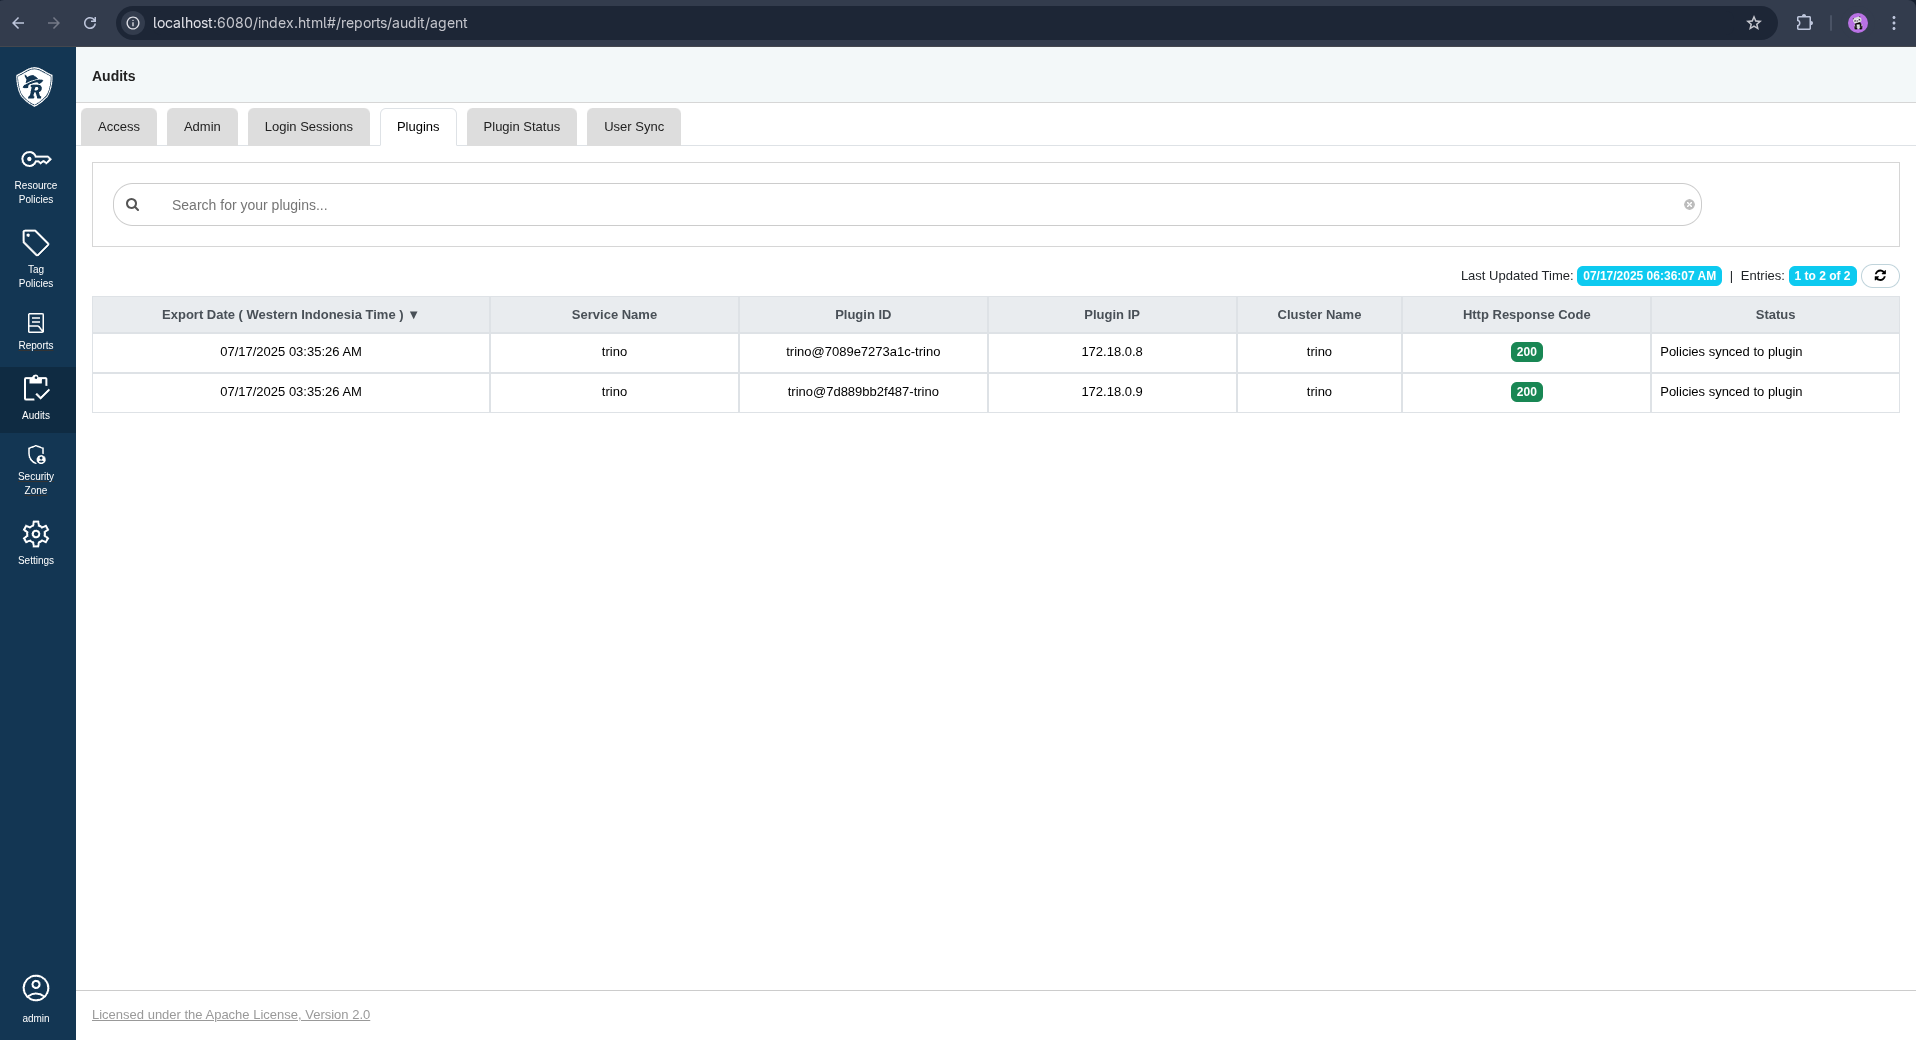 localhost:6080/index.html#/reports/audit/agent
R
Audits
Access Admin Login Sessions Plugins Plugin Status User Sync
Resource
Policies
Tag
Policies
Reports
Audits
Security
Zone
Settings
admin
Search for your plugins...
Last Updated Time: 07/17/2025 06:36:07 AM | Entries: 1 to 2 of 2
Export Date ( Western Indonesia Time ) ▼ Service Name Plugin ID Plugin IP Cluster Name Http Response Code Status
07/17/2025 03:35:26 AM trino trino@7089e7273a1c-trino 172.18.0.8 trino 200 Policies synced to plugin
07/17/2025 03:35:26 AM trino trino@7d889bb2f487-trino 172.18.0.9 trino 200 Policies synced to plugin
Licensed under the Apache License, Version 2.0